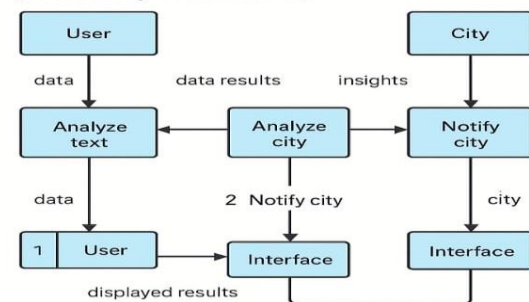 User
City
data
data results
insights
Analyze
text
Analyze
city
Notify
city
data
2 Notify city
city
1 User
Interface
Interface
displayed results